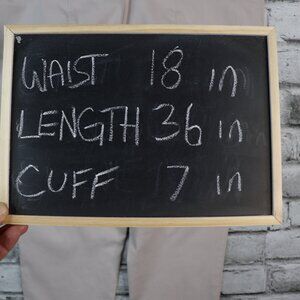 WAIST 18 in
LENGTH 36 in
CUFF 7 in